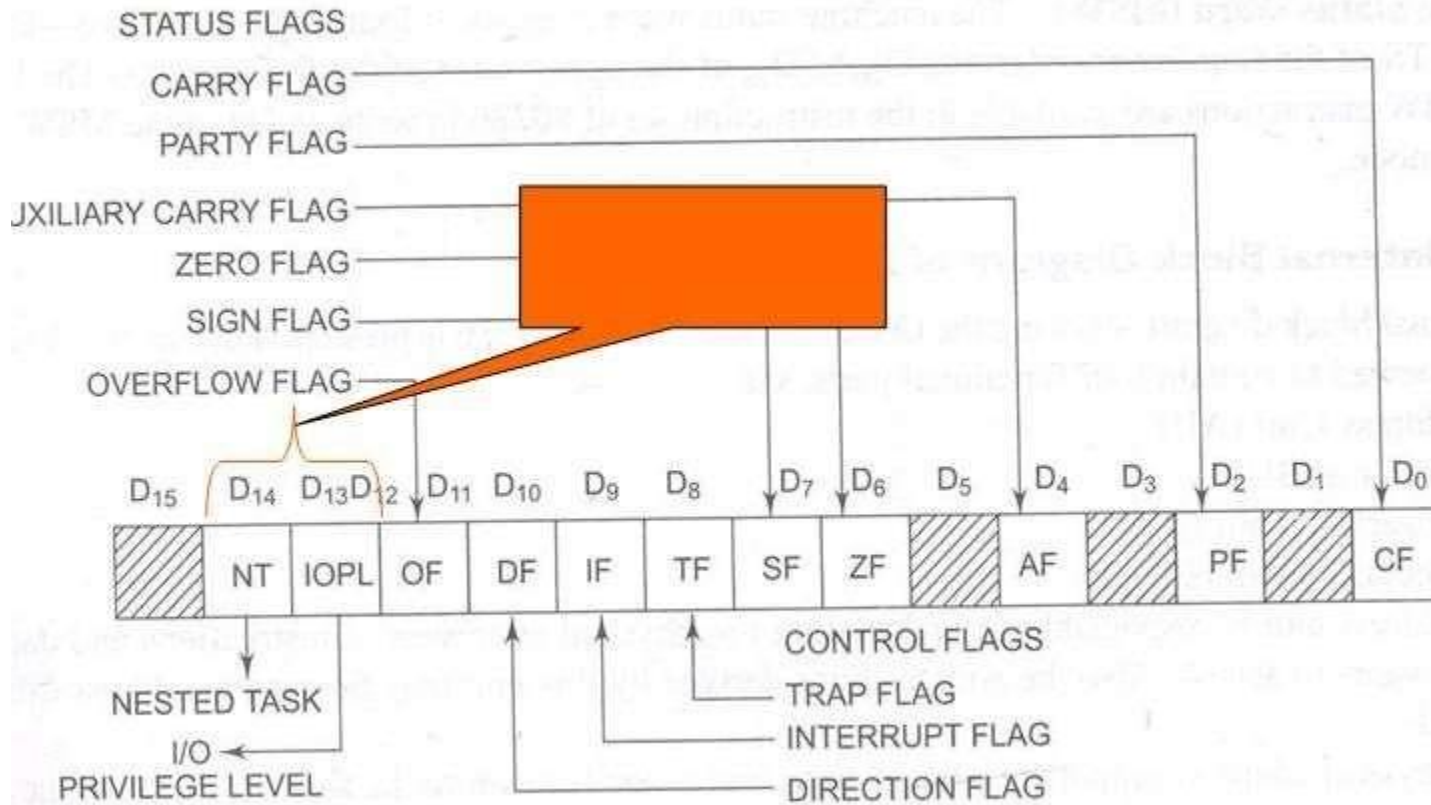 STATUS FLAGS
CARRY FLAG
PARTY FLAG
UXILIARY CARRY FLAG
ZERO FLAG
SIGN FLAG
OVERFLOW FLAG
D15 D14 D13 D12 D11 D10 D9 D8 D7 D6 D5 D4 D3 D2 D1 D0
NT IOPL OF DF IF TF SF ZF AF PF CF
CONTROL FLAGS
NESTED TASK
TRAP FLAG
I/O
INTERRUPT FLAG
PRIVILEGE LEVEL
DIRECTION FLAG